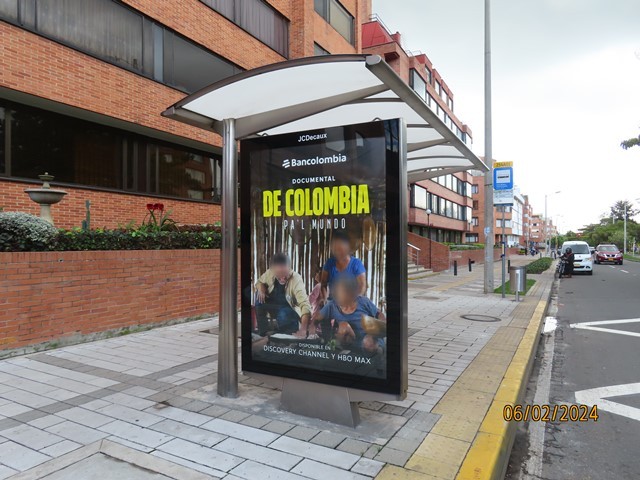 JCDecaux
Bancolombia
DOCUMENTAL
DE COLOMBIA
PA'L MUNDO
DISPONIBLE EN:
DISCOVERY CHANNEL Y HBO MAX
06/02/2024